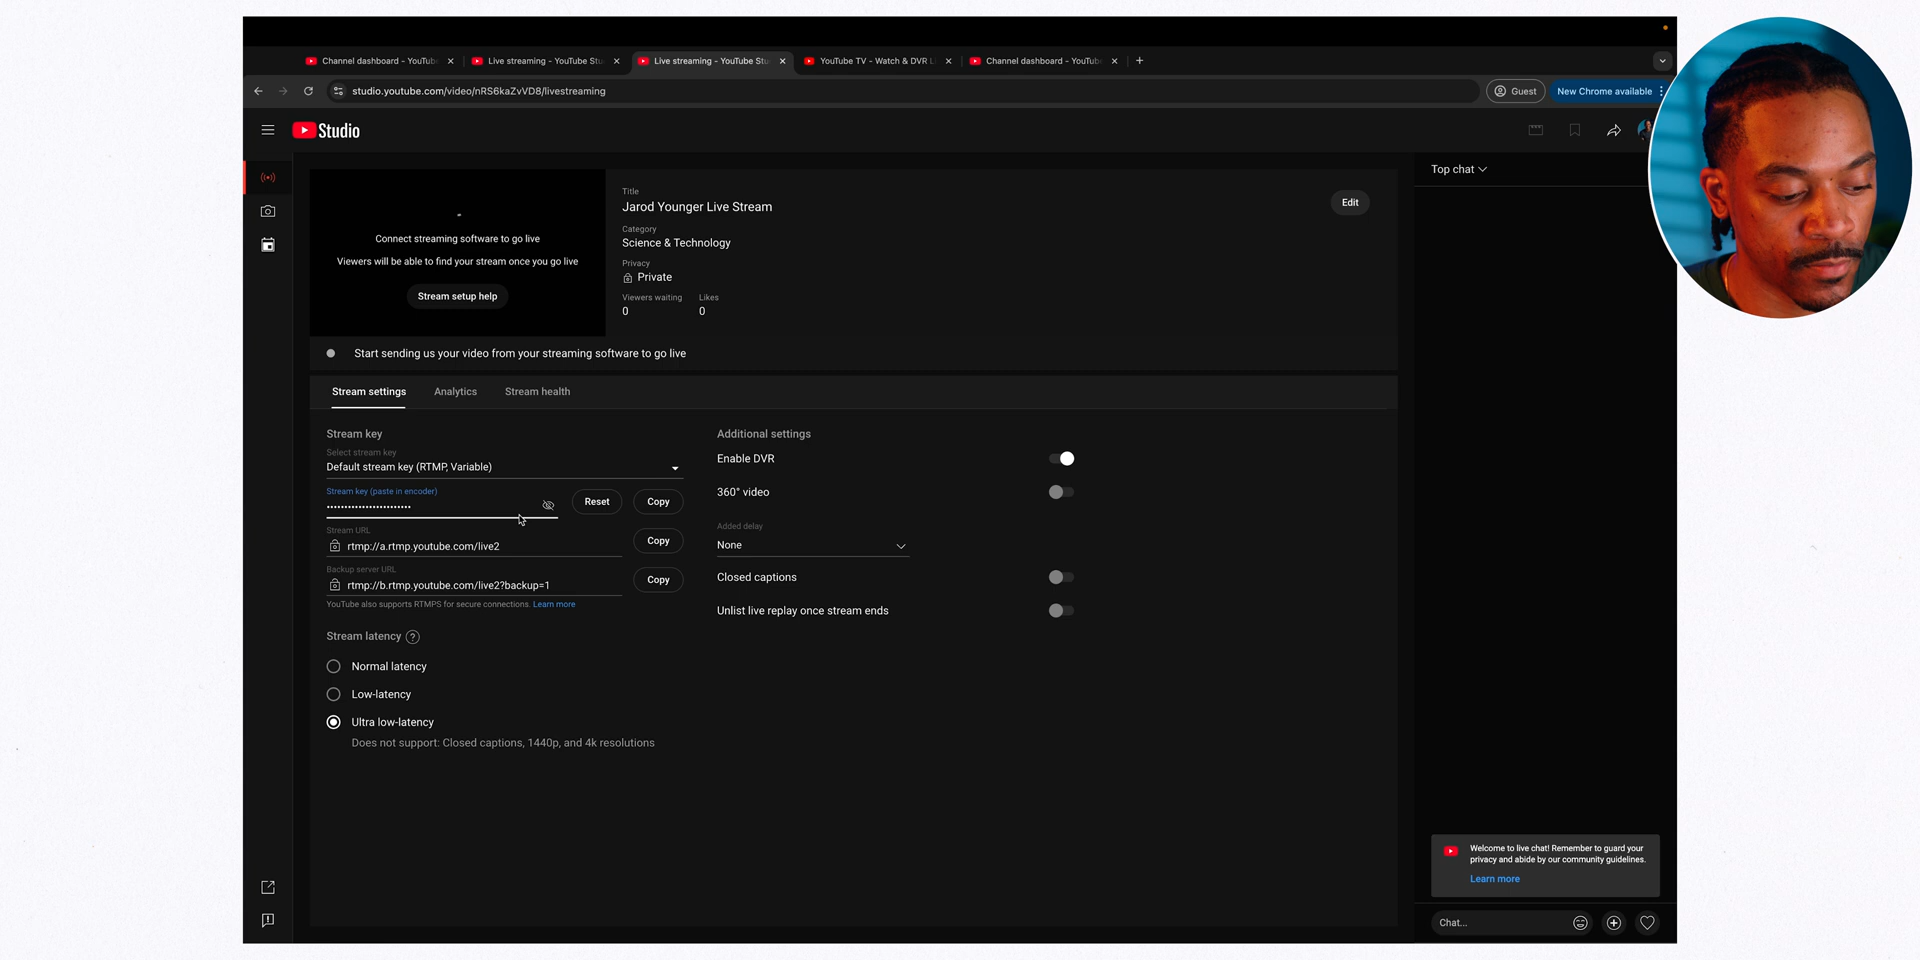 Channel dashboard - YouTube
Live streaming - YouTube Stu
Live streaming - YouTube Stu
YouTube TV - Watch & DVR Li
Channel dashboard - YouTube
studio.youtube.com/video/nRS6kaZvVD8/livestreaming
Guest
New Chrome available
Studio
Top chat
Connect streaming software to go live
Viewers will be able to find your stream once you go live
Stream setup help
Title
Jarod Younger Live Stream
Edit
Category
Science & Technology
Privacy
Private
Viewers waiting
Likes
0
0
Start sending us your video from your streaming software to go live
Stream settings
Analytics
Stream health
Stream key
Select stream key
Default stream key (RTMP, Variable)
Stream key (paste in encoder)
••••••••••••••••••••••••
Reset
Copy
Stream URL
rtmp://a.rtmp.youtube.com/live2
Copy
Backup server URL
rtmp://b.rtmp.youtube.com/live2?backup=1
Copy
YouTube also supports RTMPS for secure connections. Learn more
Stream latency
Normal latency
Low-latency
Ultra low-latency
Does not support: Closed captions, 1440p, and 4k resolutions
Additional settings
Enable DVR
360° video
Added delay
None
Closed captions
Unlist live replay once stream ends
Welcome to live chat! Remember to guard your
privacy and abide by our community guidelines.
Learn more
Chat...